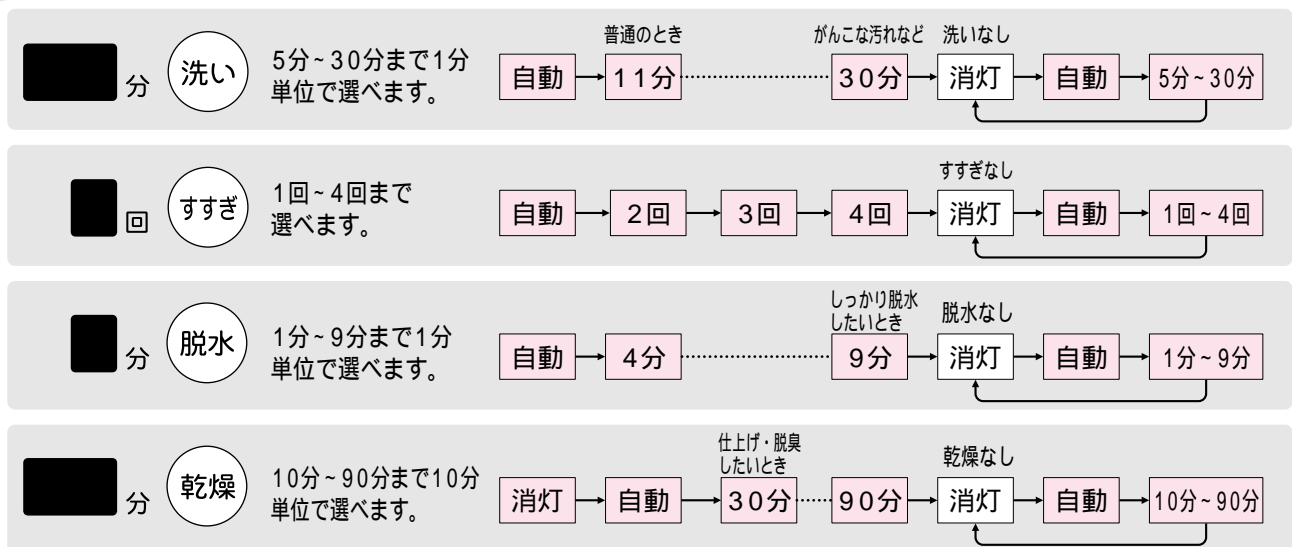 分
洗い
5分~30分まで1分
単位で選べます。
普通のとき
がんこな汚れなど
洗いなし
自動
11分
30分
消灯
自動
5分~30分
回
すすぎ
1回~4回まで
選べます。
すすぎなし
自動
2回
3回
4回
消灯
自動
1回~4回
分
脱水
1分~9分まで1分
単位で選べます。
しっかり脱水
したいとき
脱水なし
自動
4分
9分
消灯
自動
1分~9分
分
乾燥
10分~90分まで10分
単位で選べます。
仕上げ・脱臭
したいとき
乾燥なし
消灯
自動
30分
90分
消灯
自動
10分~90分